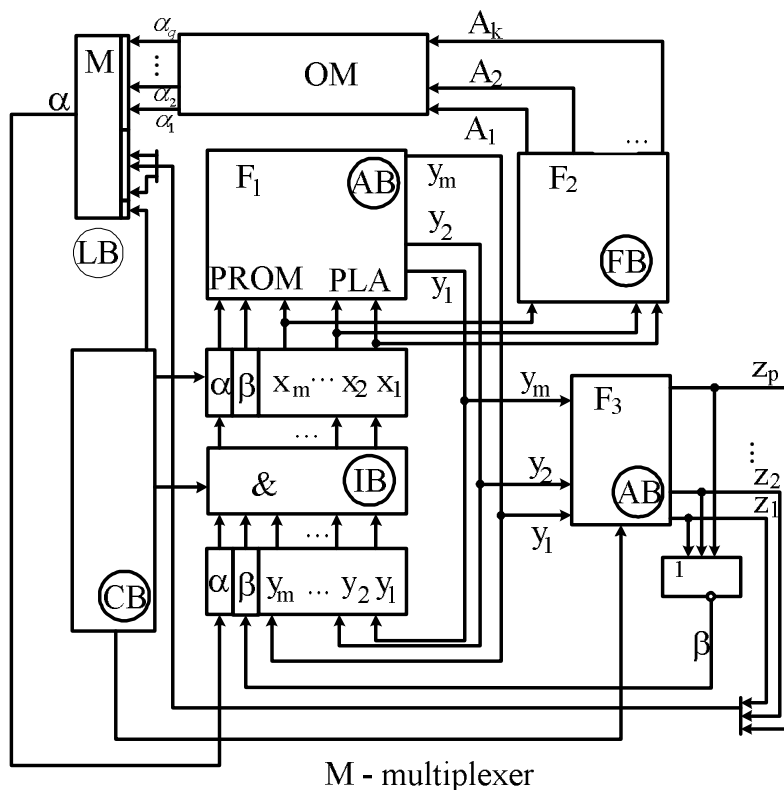 α_q
A_k
M
OM
⋮
A_2
α
α_2
α_1
A_1
...
F_1
AB
y_m
F_2
y_2
FB
LB
PROM PLA
y_1
α β x_m ... x_2 x_1
y_m
F_3
z_p
...
⋮
& IB
y_2
AB
z_2
z_1
...
y_1
α β y_m ... y_2 y_1
1
CB
β
M - multiplexer